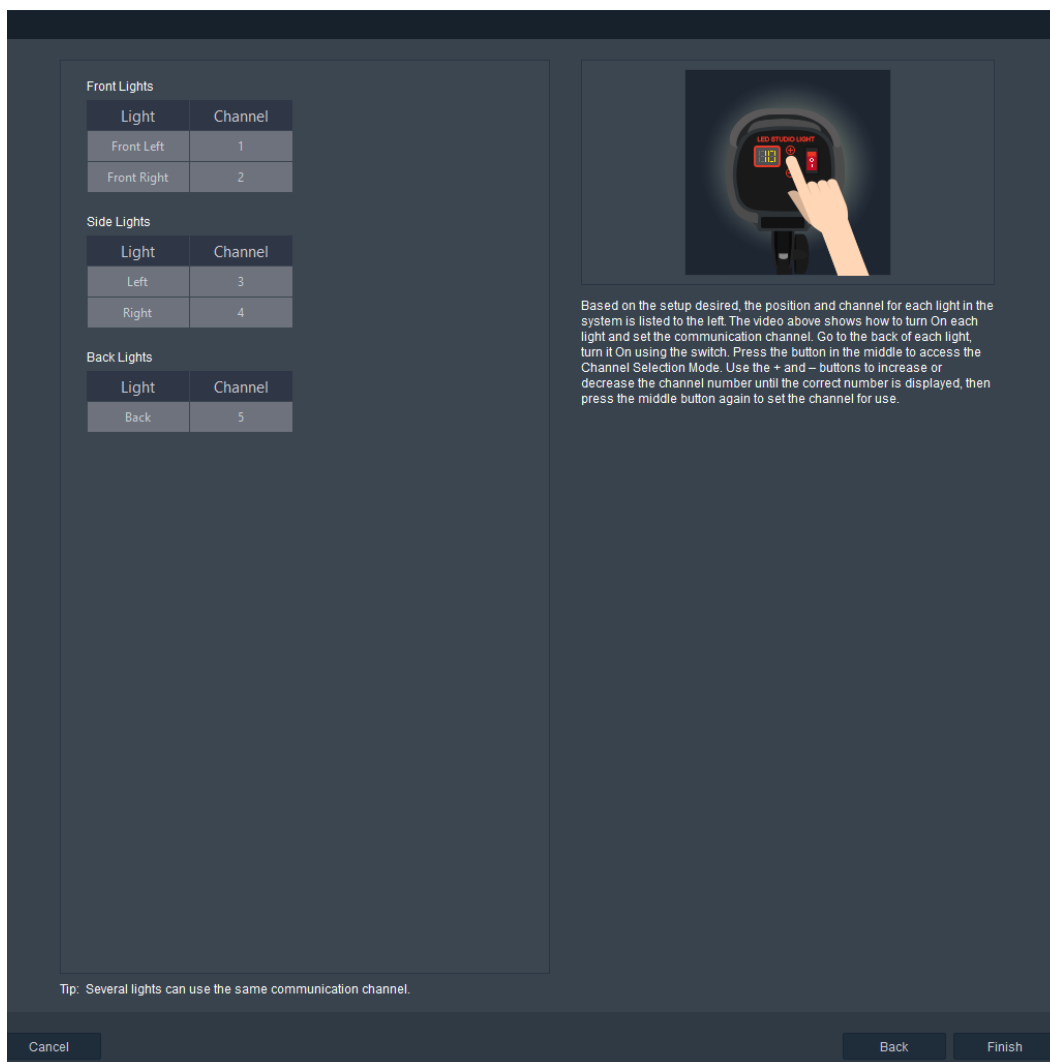 Front Lights
Light Channel
Front Left 1
Front Right 2
Side Lights
Light Channel
Left 3
Right 4
Back Lights
Light Channel
Back 5
LED STUDIO LIGHT
10
Based on the setup desired, the position and channel for each light in the
system is listed to the left. The video above shows how to turn On each
light and set the communication channel. Go to the back of each light,
turn it On using the switch. Press the button in the middle to access the
Channel Selection Mode. Use the + and – buttons to increase or
decrease the channel number until the correct number is displayed, then
press the middle button again to set the channel for use.
Tip: Several lights can use the same communication channel.
Cancel Back Finish